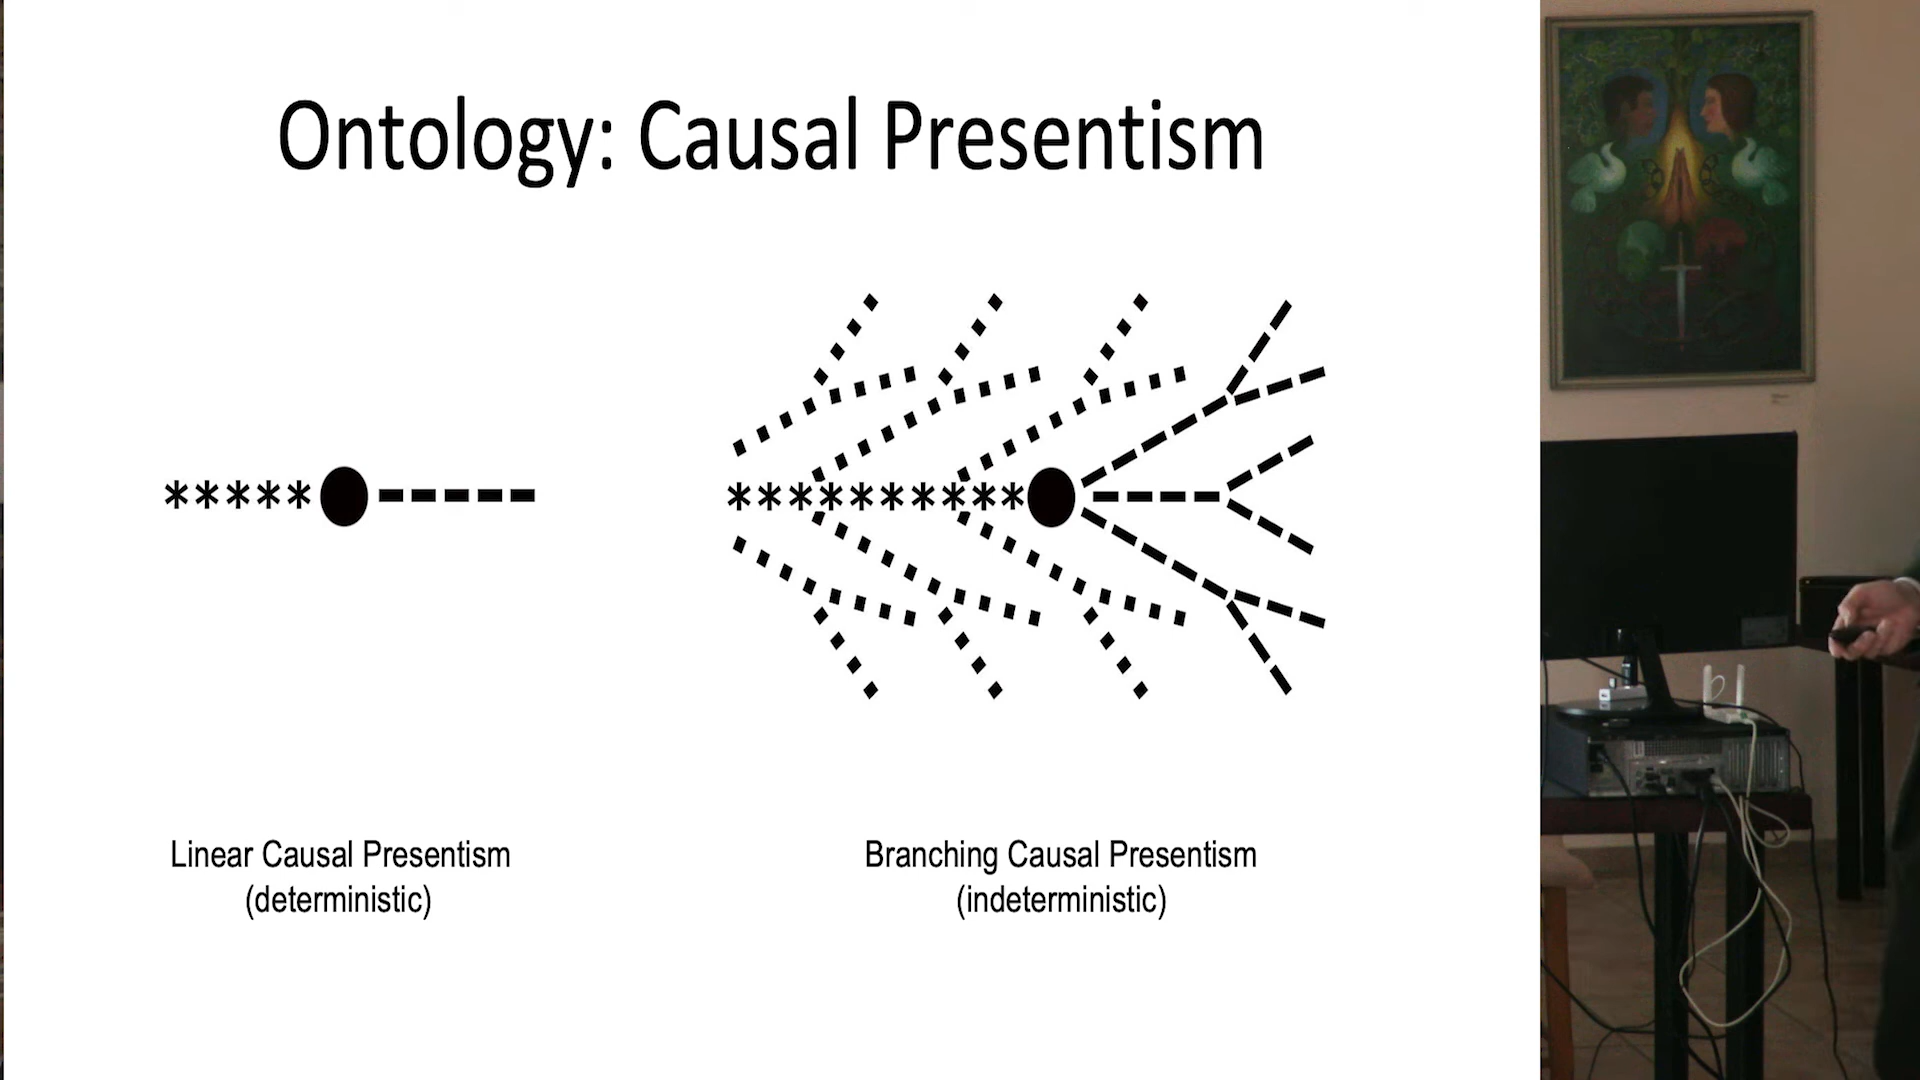 Ontology: Causal Presentism
Linear Causal Presentism
(deterministic)
Branching Causal Presentism
(indeterministic)